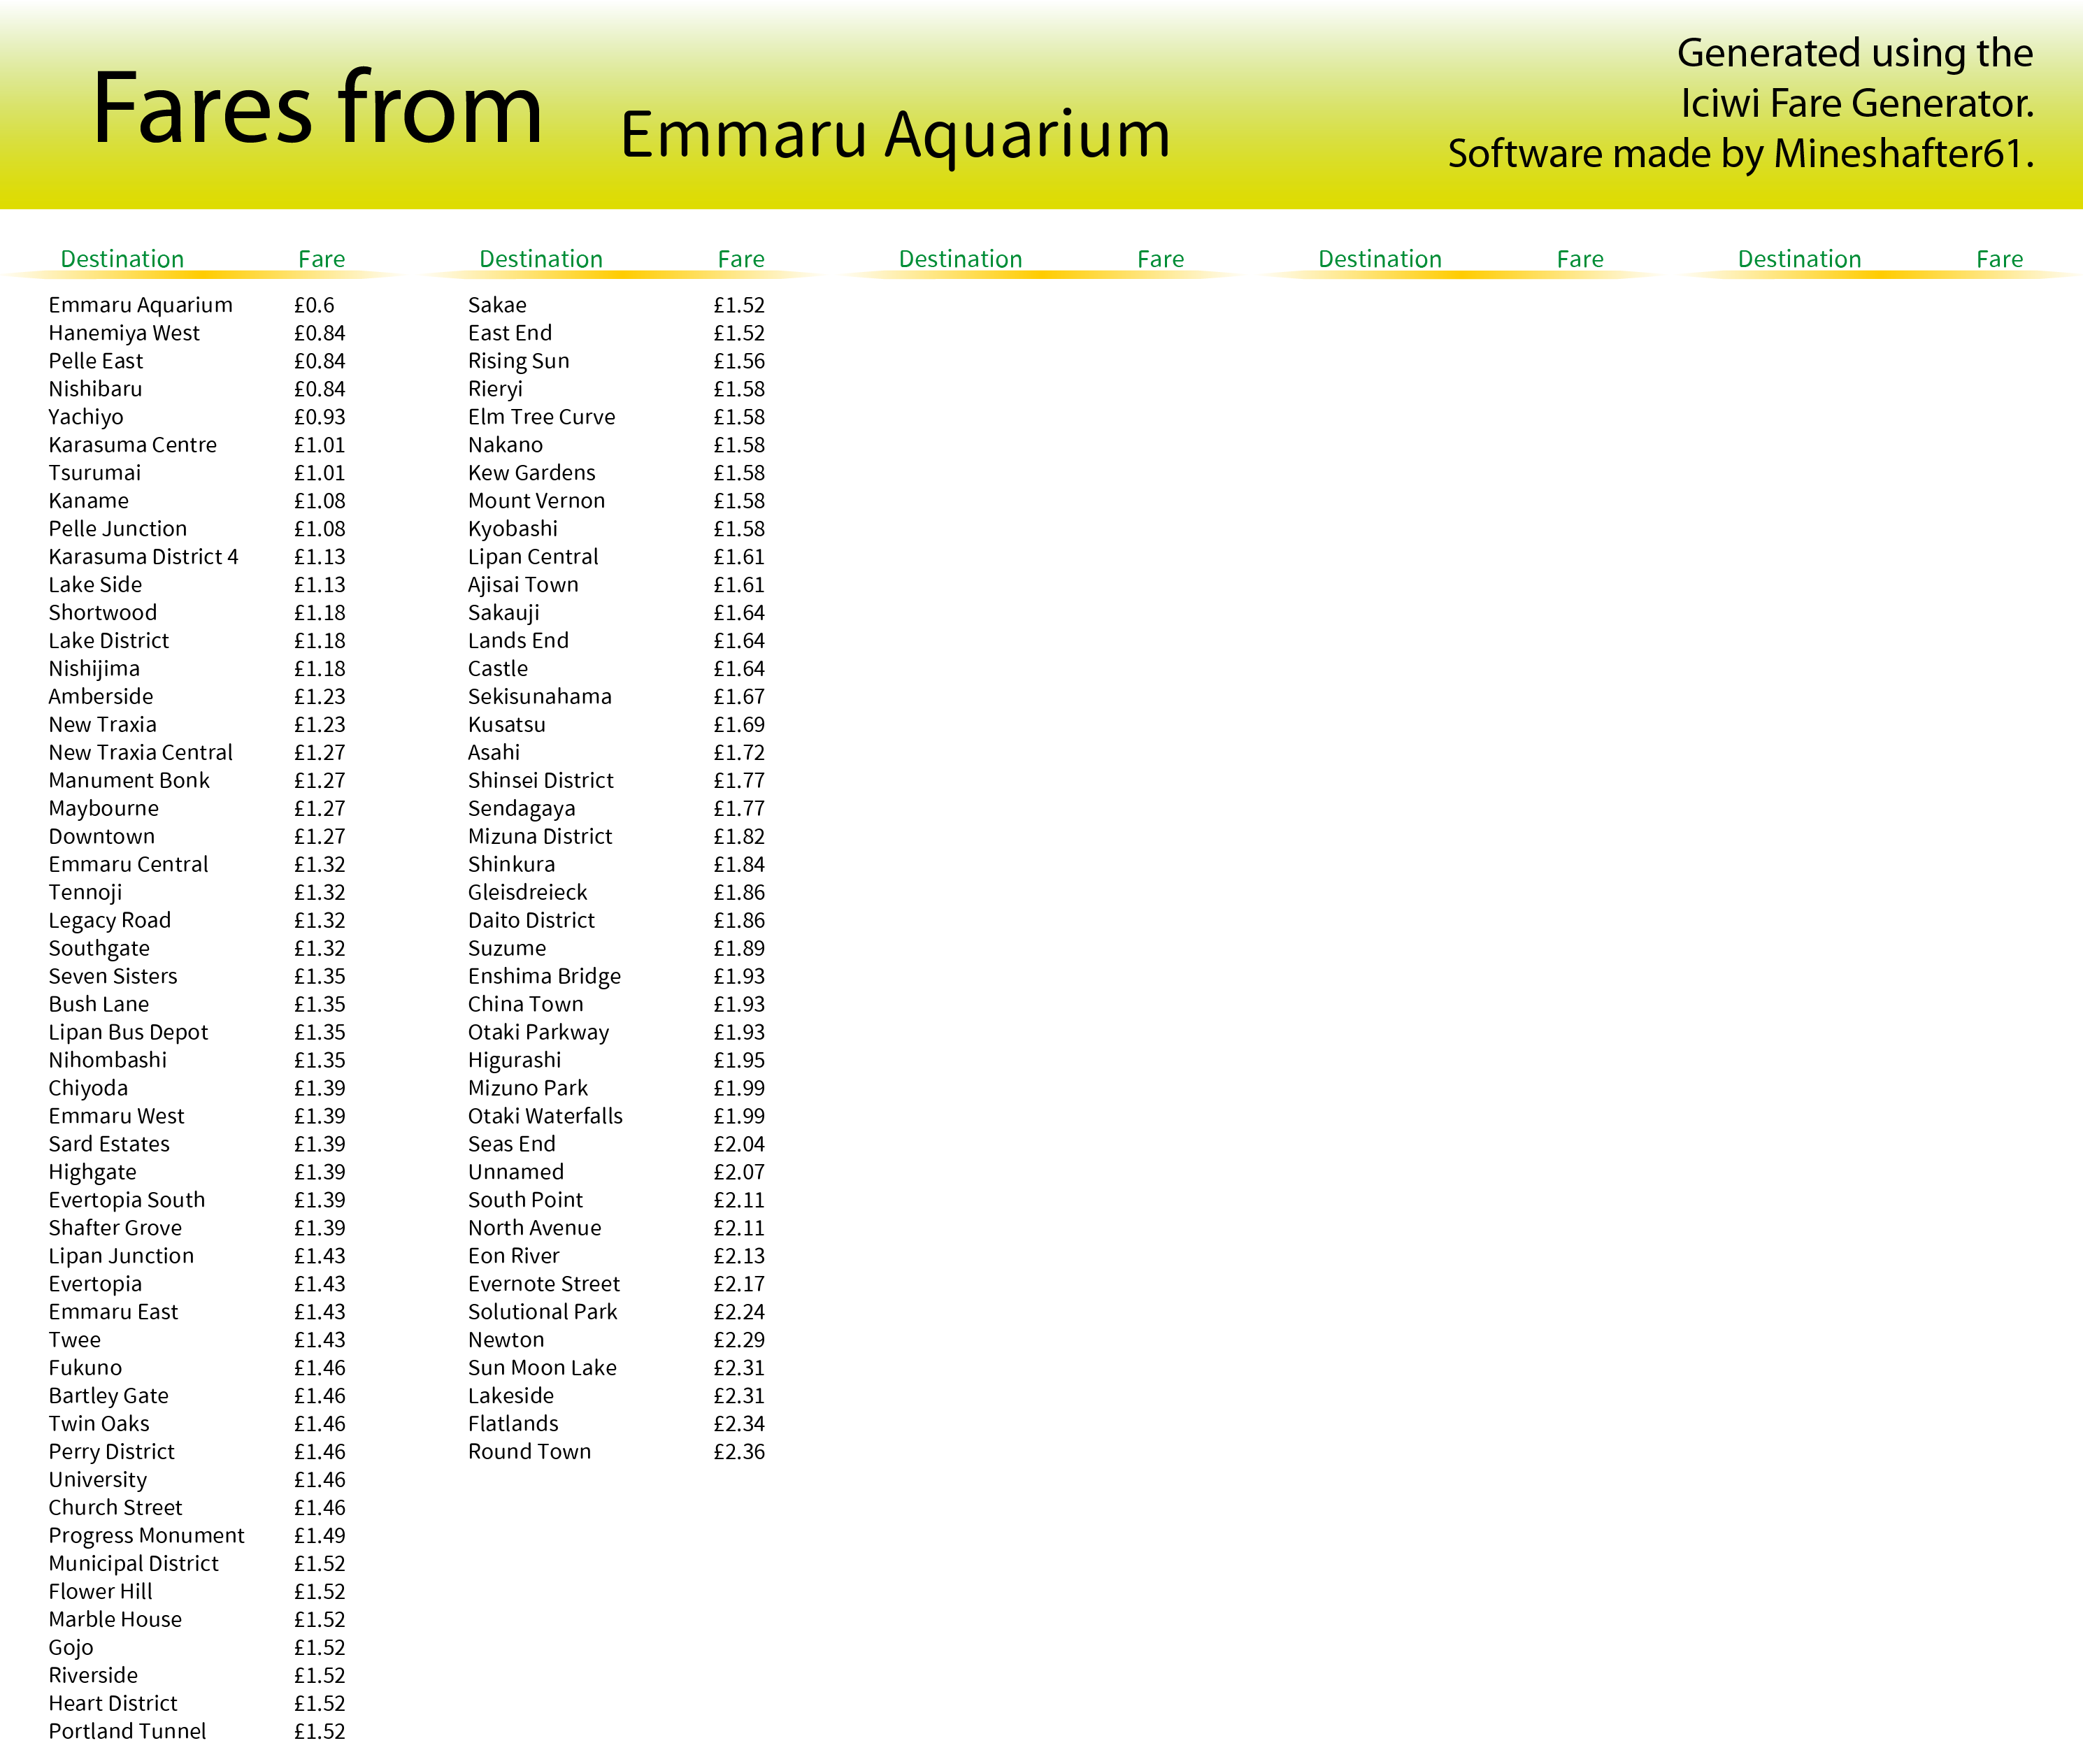 Fares from Emmaru Aquarium
Generated using the
Iciwi Fare Generator.
Software made by Mineshafter61.
Destination Fare Destination Fare Destination Fare Destination Fare Destination Fare
Emmaru Aquarium £0.6
Hanemiya West £0.84
Pelle East £0.84
Nishibaru £0.84
Yachiyo £0.93
Karasuma Centre £1.01
Tsurumai £1.01
Kaname £1.08
Pelle Junction £1.08
Karasuma District 4 £1.13
Lake Side £1.13
Shortwood £1.18
Lake District £1.18
Nishijima £1.18
Amberside £1.23
New Traxia £1.23
New Traxia Central £1.27
Manument Bonk £1.27
Maybourne £1.27
Downtown £1.27
Emmaru Central £1.32
Tennoji £1.32
Legacy Road £1.32
Southgate £1.32
Seven Sisters £1.35
Bush Lane £1.35
Lipan Bus Depot £1.35
Nihombashi £1.35
Chiyoda £1.39
Emmaru West £1.39
Sard Estates £1.39
Highgate £1.39
Evertopia South £1.39
Shafter Grove £1.39
Lipan Junction £1.43
Evertopia £1.43
Emmaru East £1.43
Twee £1.43
Fukuno £1.46
Bartley Gate £1.46
Twin Oaks £1.46
Perry District £1.46
University £1.46
Church Street £1.46
Progress Monument £1.49
Municipal District £1.52
Flower Hill £1.52
Marble House £1.52
Gojo £1.52
Riverside £1.52
Heart District £1.52
Portland Tunnel £1.52
Sakae £1.52
East End £1.52
Rising Sun £1.56
Rieryi £1.58
Elm Tree Curve £1.58
Nakano £1.58
Kew Gardens £1.58
Mount Vernon £1.58
Kyobashi £1.58
Lipan Central £1.61
Ajisai Town £1.61
Sakauji £1.64
Lands End £1.64
Castle £1.64
Sekisunahama £1.67
Kusatsu £1.69
Asahi £1.72
Shinsei District £1.77
Sendagaya £1.77
Mizuna District £1.82
Shinkura £1.84
Gleisdreieck £1.86
Daito District £1.86
Suzume £1.89
Enshima Bridge £1.93
China Town £1.93
Otaki Parkway £1.93
Higurashi £1.95
Mizuno Park £1.99
Otaki Waterfalls £1.99
Seas End £2.04
Unnamed £2.07
South Point £2.11
North Avenue £2.11
Eon River £2.13
Evernote Street £2.17
Solutional Park £2.24
Newton £2.29
Sun Moon Lake £2.31
Lakeside £2.31
Flatlands £2.34
Round Town £2.36